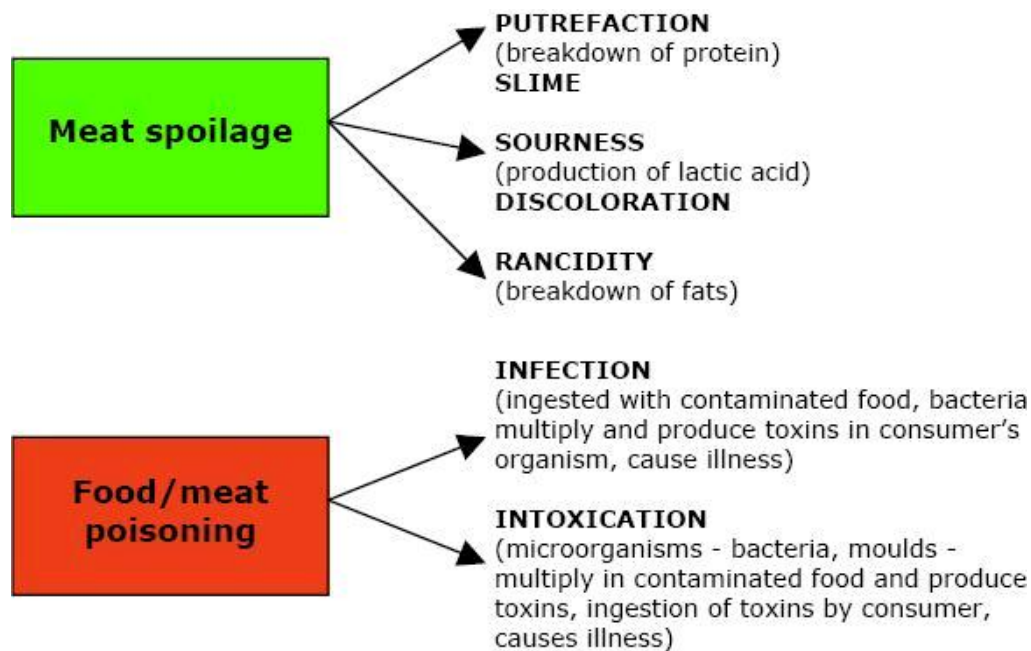 PUTREFACTION
(breakdown of protein)
SLIME
Meat spoilage
SOURNESS
(production of lactic acid)
DISCOLORATION
RANCIDITY
(breakdown of fats)
INFECTION
(ingested with contaminated food, bacteria
multiply and produce toxins in consumer's
organism, cause illness)
Food/meat
poisoning
INTOXICATION
(microorganisms - bacteria, moulds -
multiply in contaminated food and produce
toxins, ingestion of toxins by consumer,
causes illness)